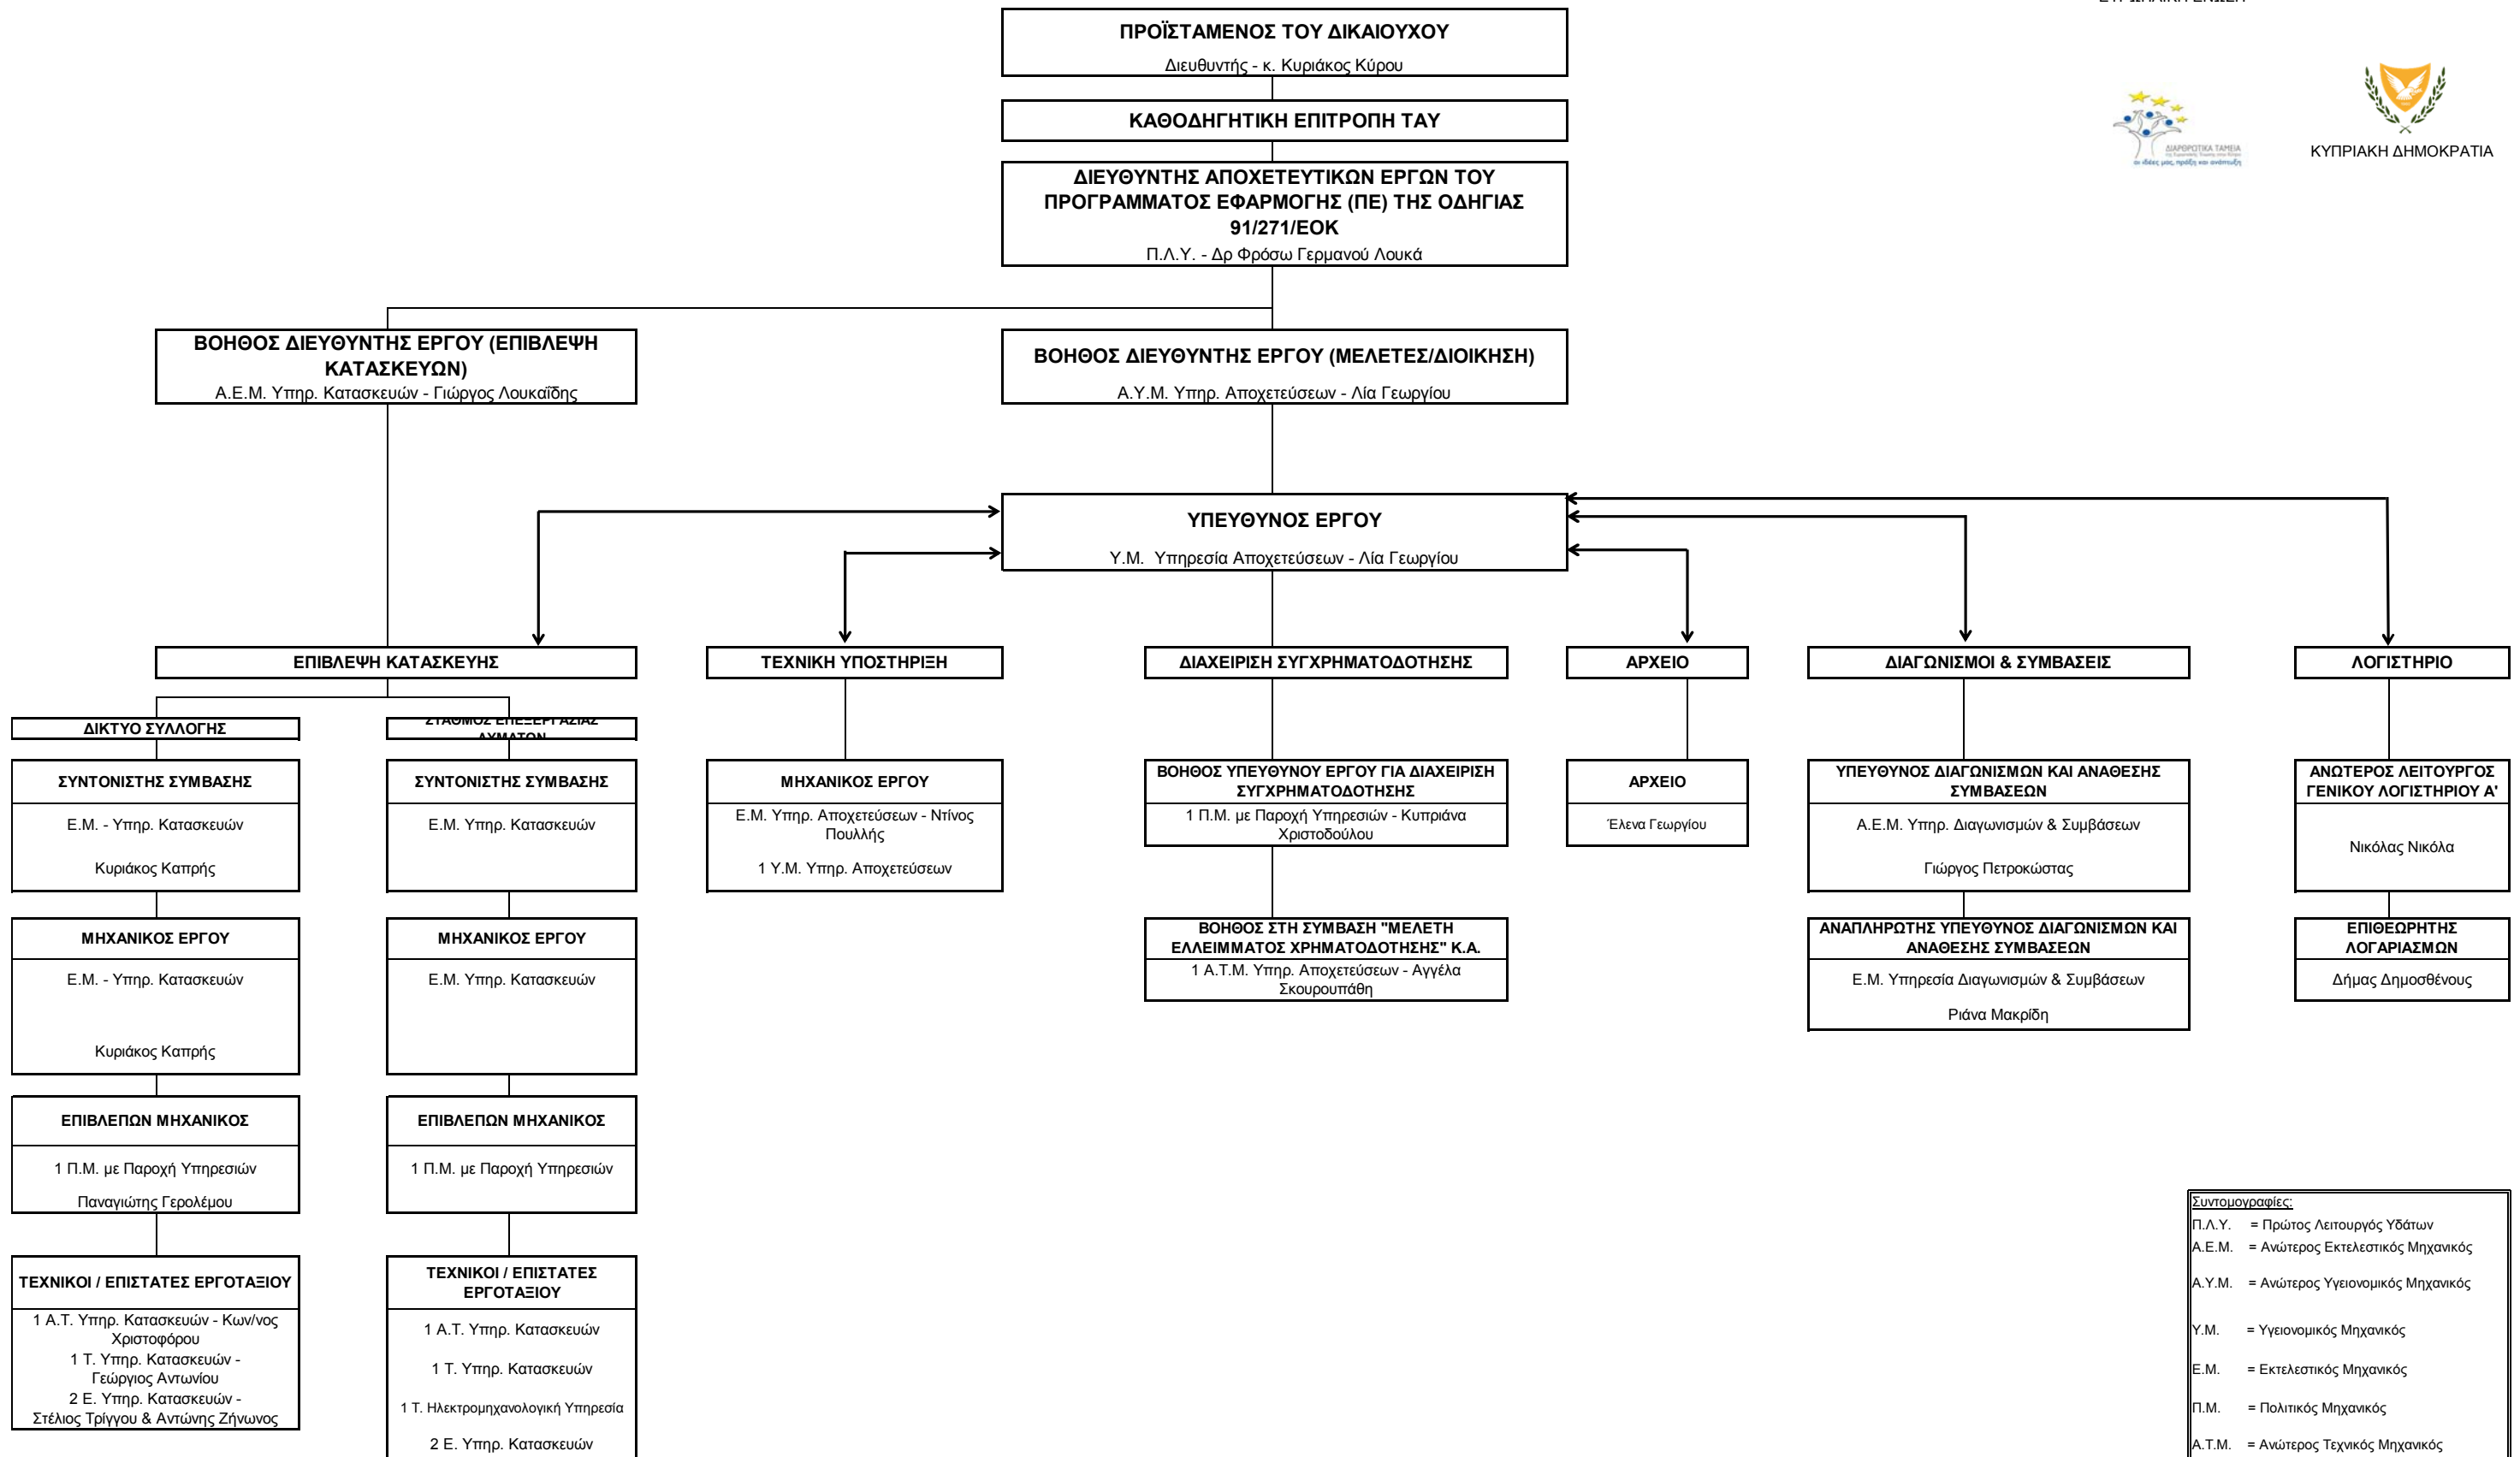 ΠΡΟΪΣΤΑΜΕΝΟΣ ΤΟΥ ΔΙΚΑΙΟΥΧΟΥ
Διευθυντής - κ. Κυριάκος Κύρου
ΚΑΘΟΔΗΓΗΤΙΚΗ ΕΠΙΤΡΟΠΗ ΤΑΥ
ΔΙΑΡΘΡΩΤΙΚΑ ΤΑΜΕΙΑ
οι ιδέες μας, πράξη και ανάπτυξη
ΚΥΠΡΙΑΚΗ ΔΗΜΟΚΡΑΤΙΑ
ΔΙΕΥΘΥΝΤΗΣ ΑΠΟΧΕΤΕΥΤΙΚΩΝ ΕΡΓΩΝ ΤΟΥ
ΠΡΟΓΡΑΜΜΑΤΟΣ ΕΦΑΡΜΟΓΗΣ (ΠΕ) ΤΗΣ ΟΔΗΓΙΑΣ
91/271/ΕΟΚ
Π.Λ.Υ. - Δρ Φρόσω Γερμανού Λουκά
ΒΟΗΘΟΣ ΔΙΕΥΘΥΝΤΗΣ ΕΡΓΟΥ (ΕΠΙΒΛΕΨΗ
ΚΑΤΑΣΚΕΥΩΝ)
Α.Ε.Μ. Υπηρ. Κατασκευών - Γιώργος Λουκαΐδης
ΒΟΗΘΟΣ ΔΙΕΥΘΥΝΤΗΣ ΕΡΓΟΥ (ΜΕΛΕΤΕΣ/ΔΙΟΙΚΗΣΗ)
Α.Υ.Μ. Υπηρ. Αποχετεύσεων - Λία Γεωργίου
ΥΠΕΥΘΥΝΟΣ ΕΡΓΟΥ
Υ.Μ. Υπηρεσία Αποχετεύσεων - Λία Γεωργίου
ΕΠΙΒΛΕΨΗ ΚΑΤΑΣΚΕΥΗΣ
ΤΕΧΝΙΚΗ ΥΠΟΣΤΗΡΙΞΗ
ΔΙΑΧΕΙΡΙΣΗ ΣΥΓΧΡΗΜΑΤΟΔΟΤΗΣΗΣ
ΑΡΧΕΙΟ
ΔΙΑΓΩΝΙΣΜΟΙ & ΣΥΜΒΑΣΕΙΣ
ΛΟΓΙΣΤΗΡΙΟ
ΔΙΚΤΥΟ ΣΥΛΛΟΓΗΣ
ΣΤΑΘΜΟΣ ΕΠΕΞΕΡΓΑΣΙΑΣ
ΛΥΜΑΤΩΝ
ΣΥΝΤΟΝΙΣΤΗΣ ΣΥΜΒΑΣΗΣ
Ε.Μ. - Υπηρ. Κατασκευών
Κυριάκος Καπρής
ΣΥΝΤΟΝΙΣΤΗΣ ΣΥΜΒΑΣΗΣ
Ε.Μ. Υπηρ. Κατασκευών
ΜΗΧΑΝΙΚΟΣ ΕΡΓΟΥ
Ε.Μ. Υπηρ. Αποχετεύσεων - Ντίνος
Πουλλής
1 Υ.Μ. Υπηρ. Αποχετεύσεων
ΒΟΗΘΟΣ ΥΠΕΥΘΥΝΟΥ ΕΡΓΟΥ ΓΙΑ ΔΙΑΧΕΙΡΙΣΗ
ΣΥΓΧΡΗΜΑΤΟΔΟΤΗΣΗΣ
1 Π.Μ. με Παροχή Υπηρεσιών - Κυπριάνα
Χριστοδούλου
ΑΡΧΕΙΟ
Έλενα Γεωργίου
ΥΠΕΥΘΥΝΟΣ ΔΙΑΓΩΝΙΣΜΩΝ ΚΑΙ ΑΝΑΘΕΣΗΣ
ΣΥΜΒΑΣΕΩΝ
Α.Ε.Μ. Υπηρ. Διαγωνισμών & Συμβάσεων
Γιώργος Πετροκώστας
ΑΝΩΤΕΡΟΣ ΛΕΙΤΟΥΡΓΟΣ
ΓΕΝΙΚΟΥ ΛΟΓΙΣΤΗΡΙΟΥ Α'
Νικόλας Νικόλα
ΜΗΧΑΝΙΚΟΣ ΕΡΓΟΥ
Ε.Μ. - Υπηρ. Κατασκευών
Κυριάκος Καπρής
ΜΗΧΑΝΙΚΟΣ ΕΡΓΟΥ
Ε.Μ. Υπηρ. Κατασκευών
ΒΟΗΘΟΣ ΣΤΗ ΣΥΜΒΑΣΗ "ΜΕΛΕΤΗ
ΕΛΛΕΙΜΜΑΤΟΣ ΧΡΗΜΑΤΟΔΟΤΗΣΗΣ" Κ.Α.
1 Α.Τ.Μ. Υπηρ. Αποχετεύσεων - Αγγέλα
Σκουρουπάθη
ΑΝΑΠΛΗΡΩΤΗΣ ΥΠΕΥΘΥΝΟΣ ΔΙΑΓΩΝΙΣΜΩΝ ΚΑΙ
ΑΝΑΘΕΣΗΣ ΣΥΜΒΑΣΕΩΝ
Ε.Μ. Υπηρεσία Διαγωνισμών & Συμβάσεων
Ριάνα Μακρίδη
ΕΠΙΘΕΩΡΗΤΗΣ
ΛΟΓΑΡΙΑΣΜΩΝ
Δήμας Δημοσθένους
ΕΠΙΒΛΕΠΩΝ ΜΗΧΑΝΙΚΟΣ
1 Π.Μ. με Παροχή Υπηρεσιών
Παναγιώτης Γερολέμου
ΕΠΙΒΛΕΠΩΝ ΜΗΧΑΝΙΚΟΣ
1 Π.Μ. με Παροχή Υπηρεσιών
ΤΕΧΝΙΚΟΙ / ΕΠΙΣΤΑΤΕΣ ΕΡΓΟΤΑΞΙΟΥ
1 Α.Τ. Υπηρ. Κατασκευών - Κων/νος
Χριστοφόρου
1 Τ. Υπηρ. Κατασκευών -
Γεώργιος Αντωνίου
2 Ε. Υπηρ. Κατασκευών -
Στέλιος Τρίγγου & Αντώνης Ζήνωνος
ΤΕΧΝΙΚΟΙ / ΕΠΙΣΤΑΤΕΣ
ΕΡΓΟΤΑΞΙΟΥ
1 Α.Τ. Υπηρ. Κατασκευών
1 Τ. Υπηρ. Κατασκευών
1 Τ. Ηλεκτρομηχανολογική Υπηρεσία
2 Ε. Υπηρ. Κατασκευών
Συντομογραφίες:
Π.Λ.Υ. = Πρώτος Λειτουργός Υδάτων
Α.Ε.Μ. = Ανώτερος Εκτελεστικός Μηχανικός
Α.Υ.Μ. = Ανώτερος Υγειονομικός Μηχανικός
Υ.Μ. = Υγειονομικός Μηχανικός
Ε.Μ. = Εκτελεστικός Μηχανικός
Π.Μ. = Πολιτικός Μηχανικός
Α.Τ.Μ. = Ανώτερος Τεχνικός Μηχανικός